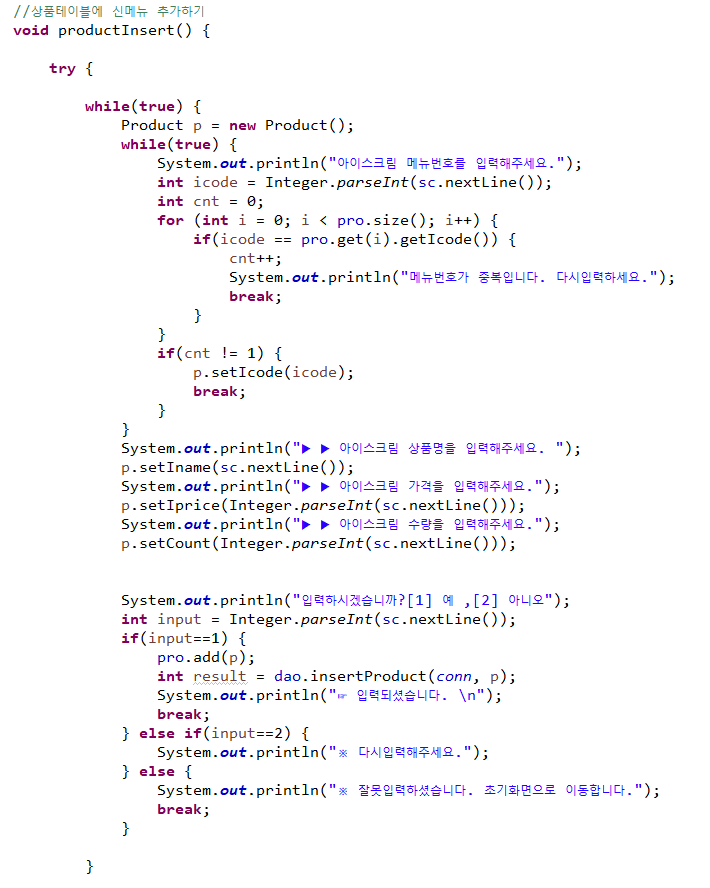 //상품테이블에 신메뉴 추가하기
void productInsert() {
try {
while(true) {
Product p = new Product();
while(true) {
System.out.println("아이스크림 메뉴번호를 입력해주세요.");
int icode = Integer.parseInt(sc.nextLine());
int cnt = 0;
for (int i = 0; i < pro.size(); i++) {
if(icode == pro.get(i).getIcode()) {
cnt++;
System.out.println("메뉴번호가 중복입니다. 다시입력하세요.");
break;
}
}
if(cnt != 1) {
p.setIcode(icode);
break;
}
}
System.out.println("▶ ▶ 아이스크림 상품명을 입력해주세요. ");
p.setIname(sc.nextLine());
System.out.println("▶ ▶ 아이스크림 가격을 입력해주세요.");
p.setIprice(Integer.parseInt(sc.nextLine()));
System.out.println("▶ ▶ 아이스크림 수량을 입력해주세요.");
p.setCount(Integer.parseInt(sc.nextLine()));
System.out.println("입력하시겠습니까?[1] 예 ,[2] 아니오");
int input = Integer.parseInt(sc.nextLine());
if(input==1) {
pro.add(p);
int result = dao.insertProduct(conn, p);
System.out.println("☞ 입력되셨습니다. \n");
break;
} else if(input==2) {
System.out.println("※ 다시입력해주세요.");
} else {
System.out.println("※ 잘못입력하셨습니다. 초기화면으로 이동합니다.");
break;
}
}